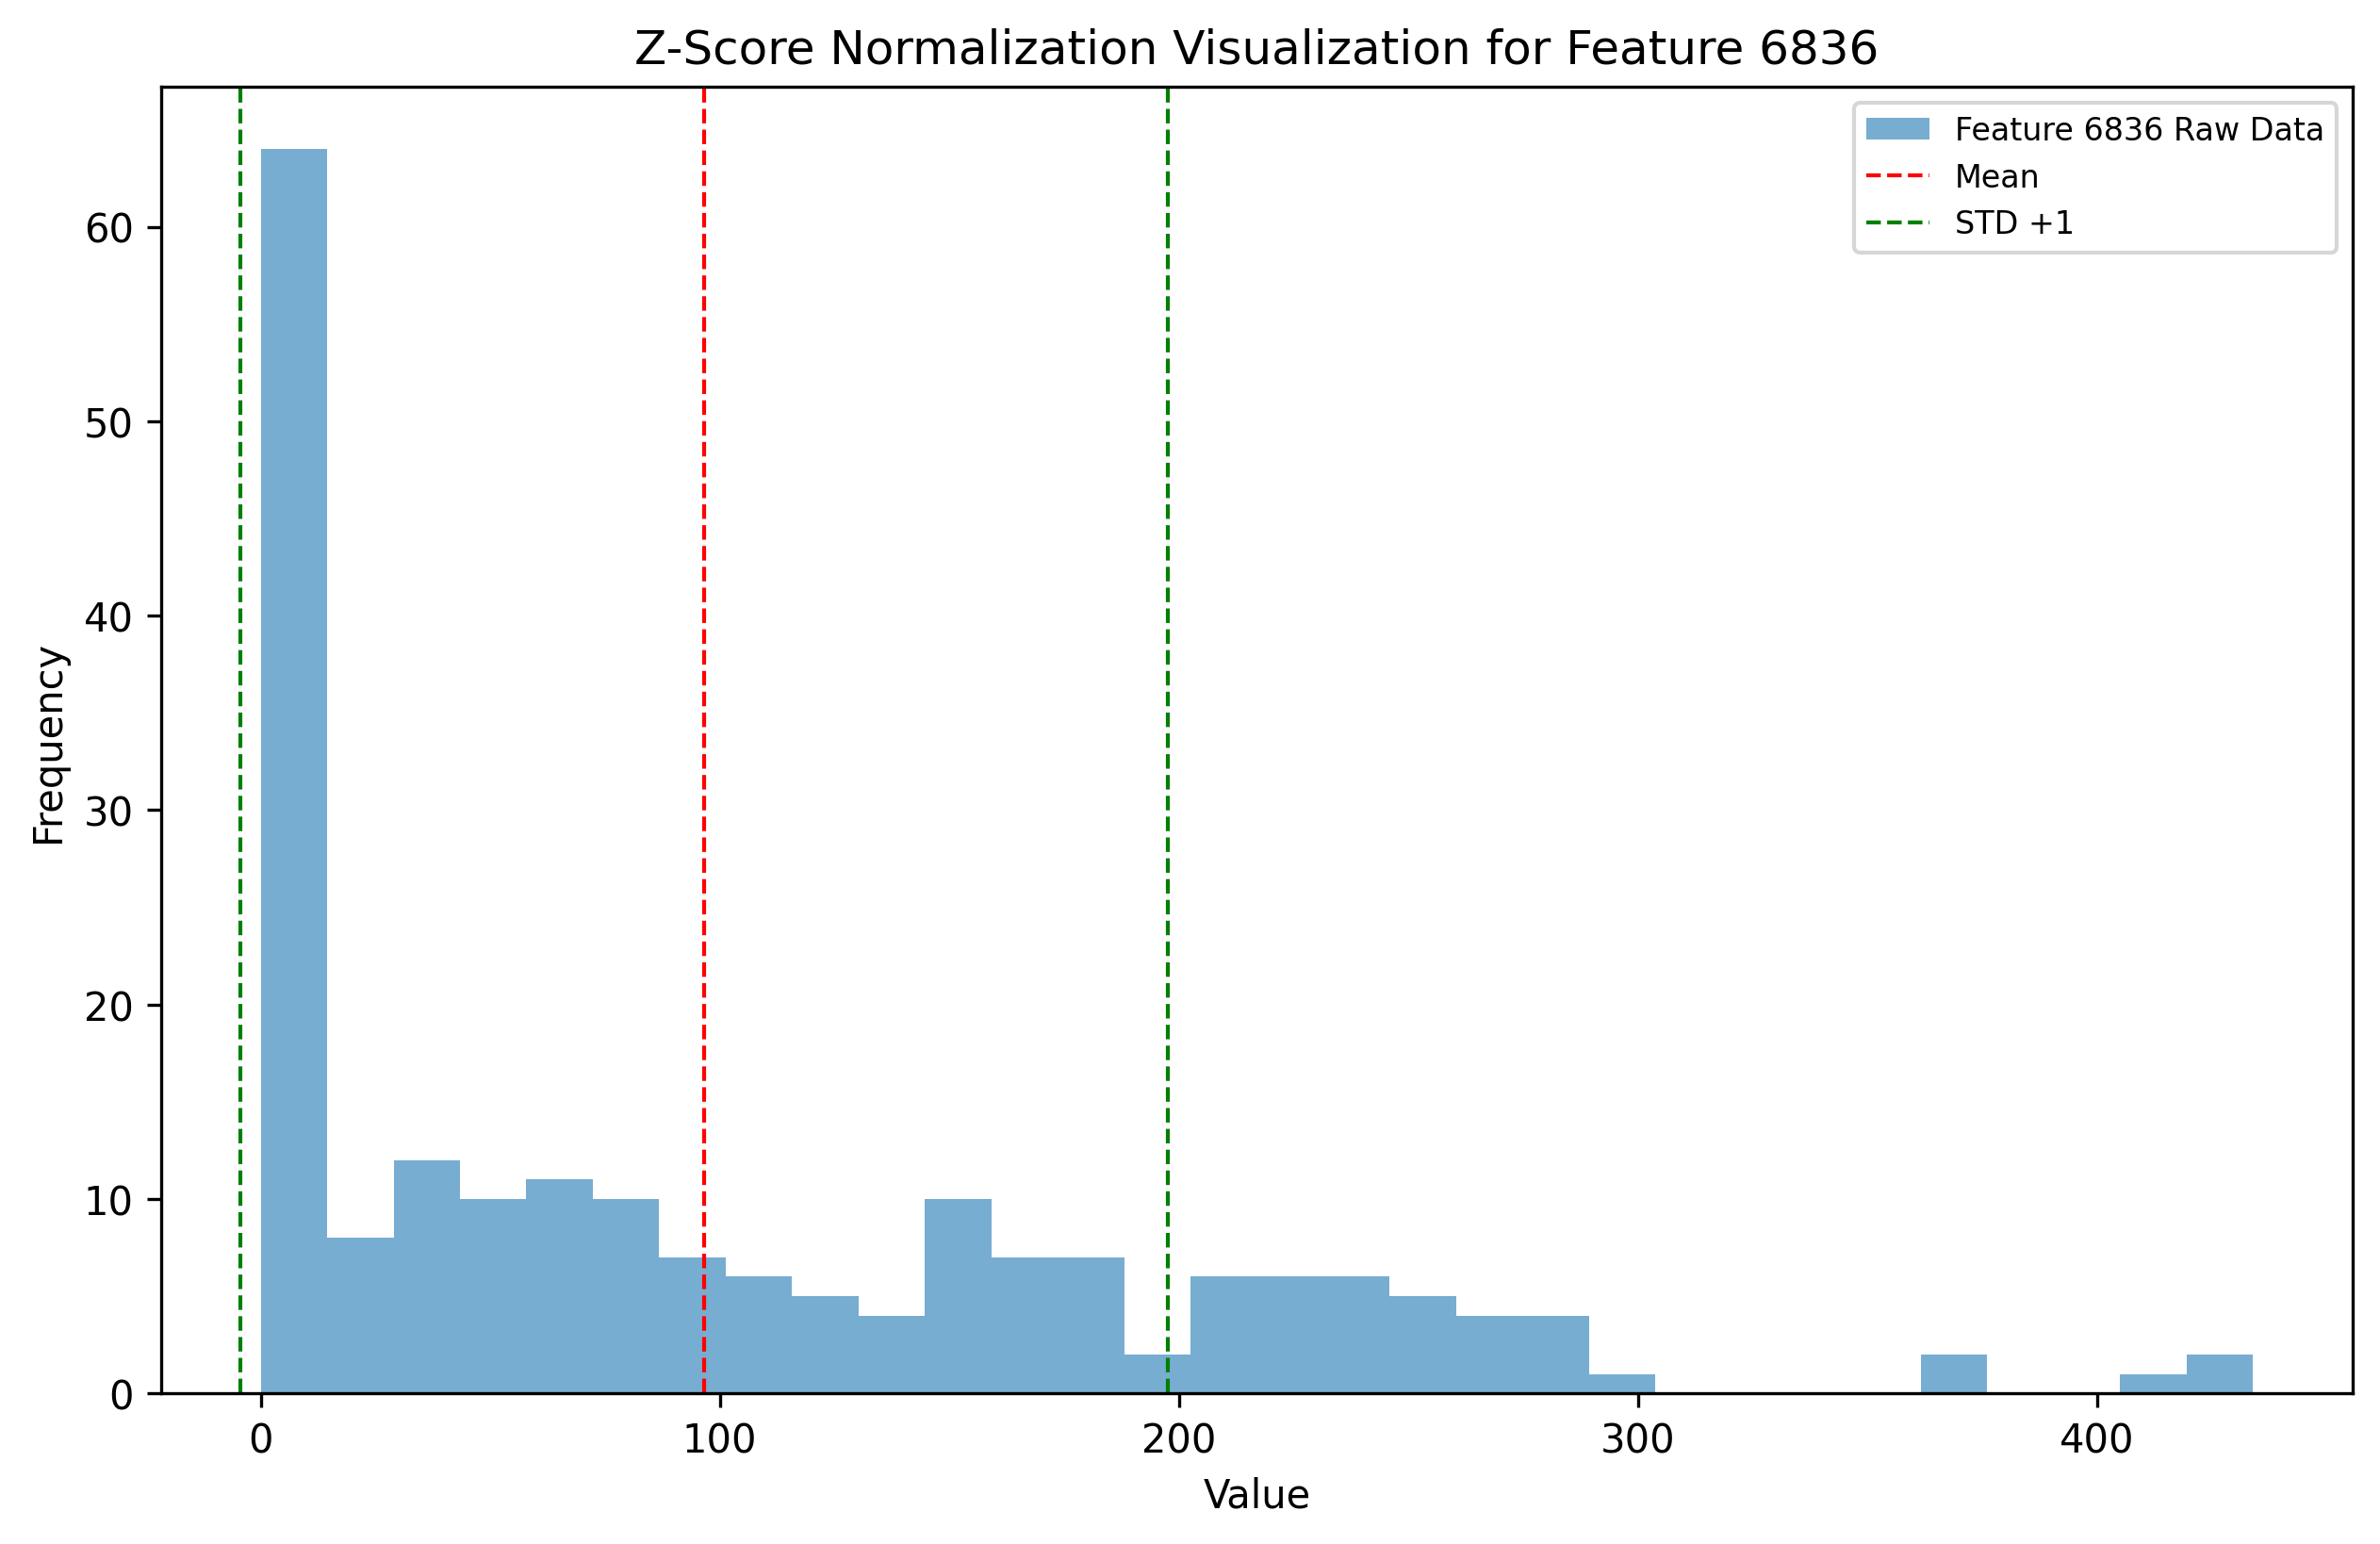 Z-Score Normalization Visualization for Feature 6836
Feature 6836 Raw Data
Mean
STD +1
60
50
40
30
20
10
0
Frequency
0 100 200 300 400
Value